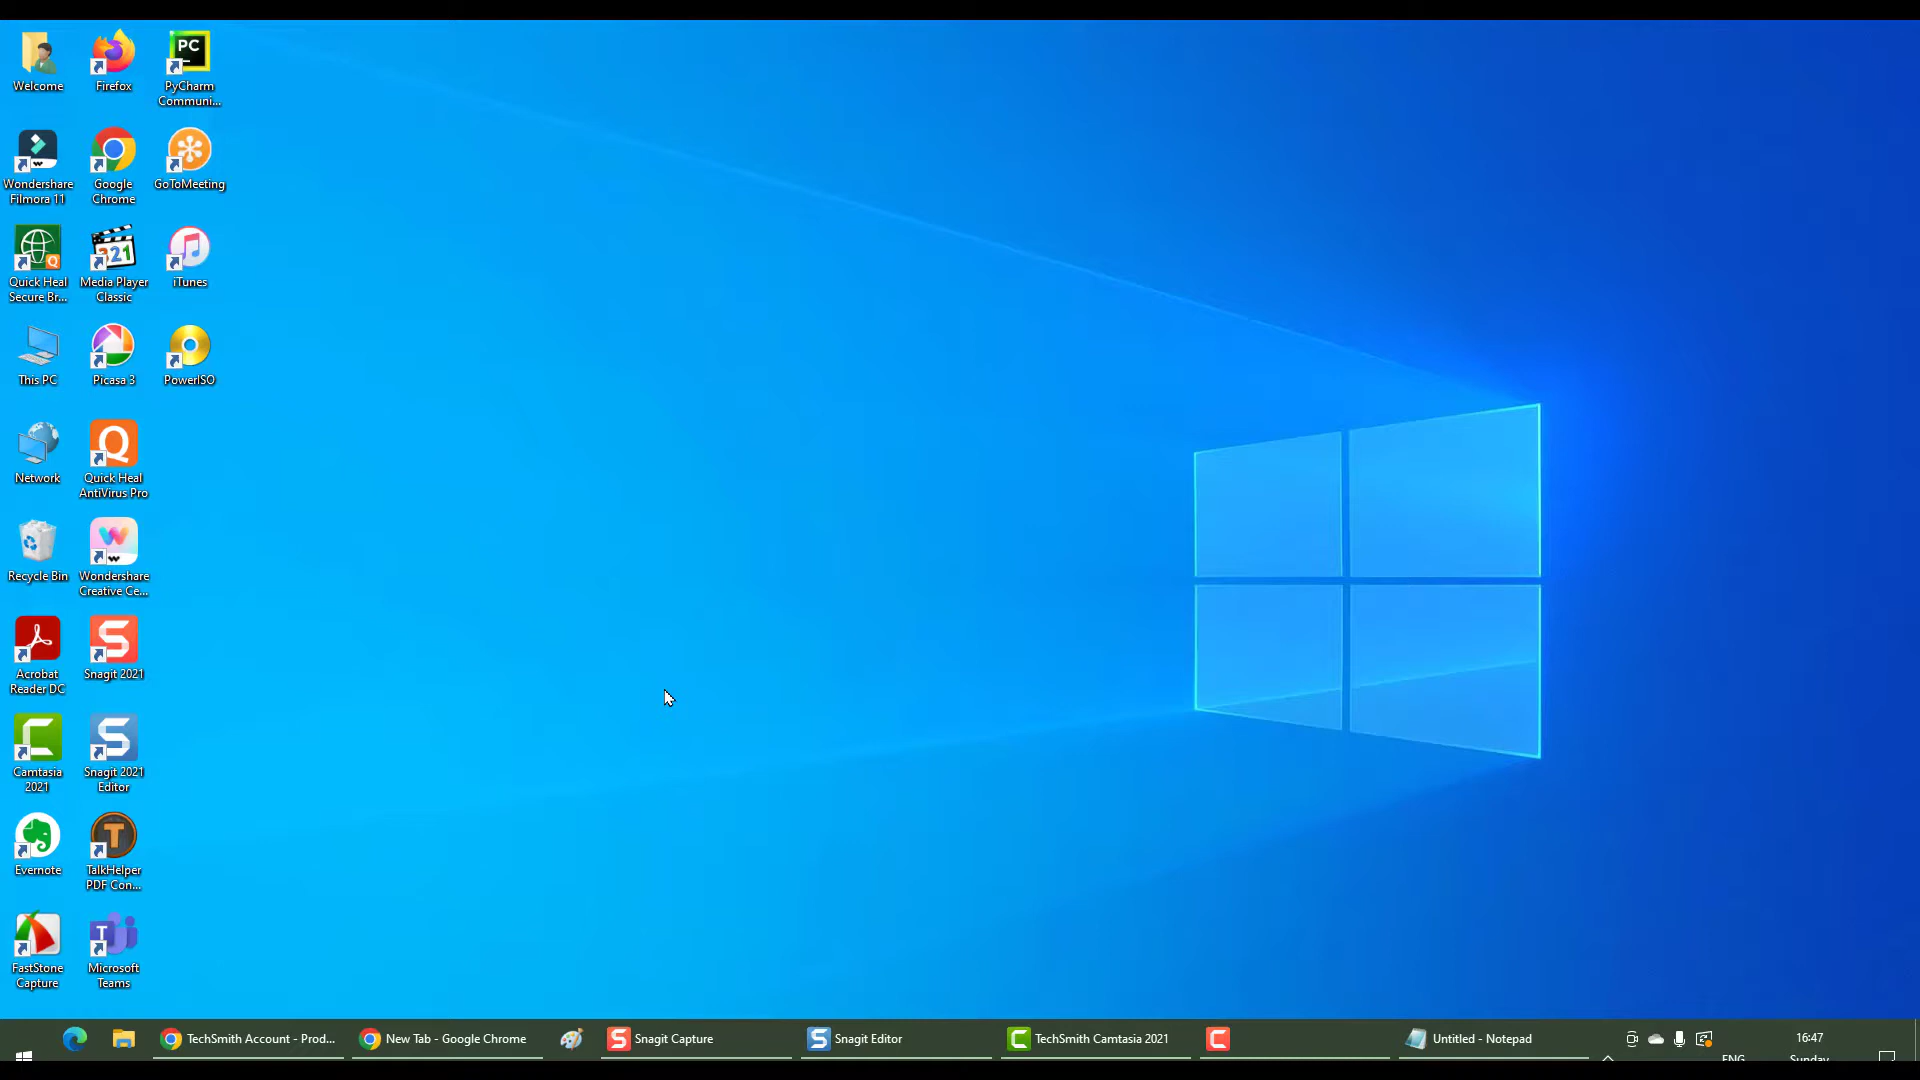 Welcome
Firefox
PC
PyCharm
Communi...
Wondershare
Filmora 11
Google
Chrome
GoToMeeting
Quick Heal
Secure Br...
321
Media Player
Classic
iTunes
This PC
Picasa 3
PowerISO
Network
Quick Heal
AntiVirus Pro
Recycle Bin
Wondershare
Creative Ce...
Acrobat
Reader DC
Snagit 2021
Camtasia
2021
Snagit 2021
Editor
Evernote
TalkHelper
PDF Con...
FastStone
Capture
Microsoft
Teams
TechSmith Account - Prod...
New Tab - Google Chrome
Snagit Capture
Snagit Editor
TechSmith Camtasia 2021
Untitled - Notepad
ENG
16:47
Sunday